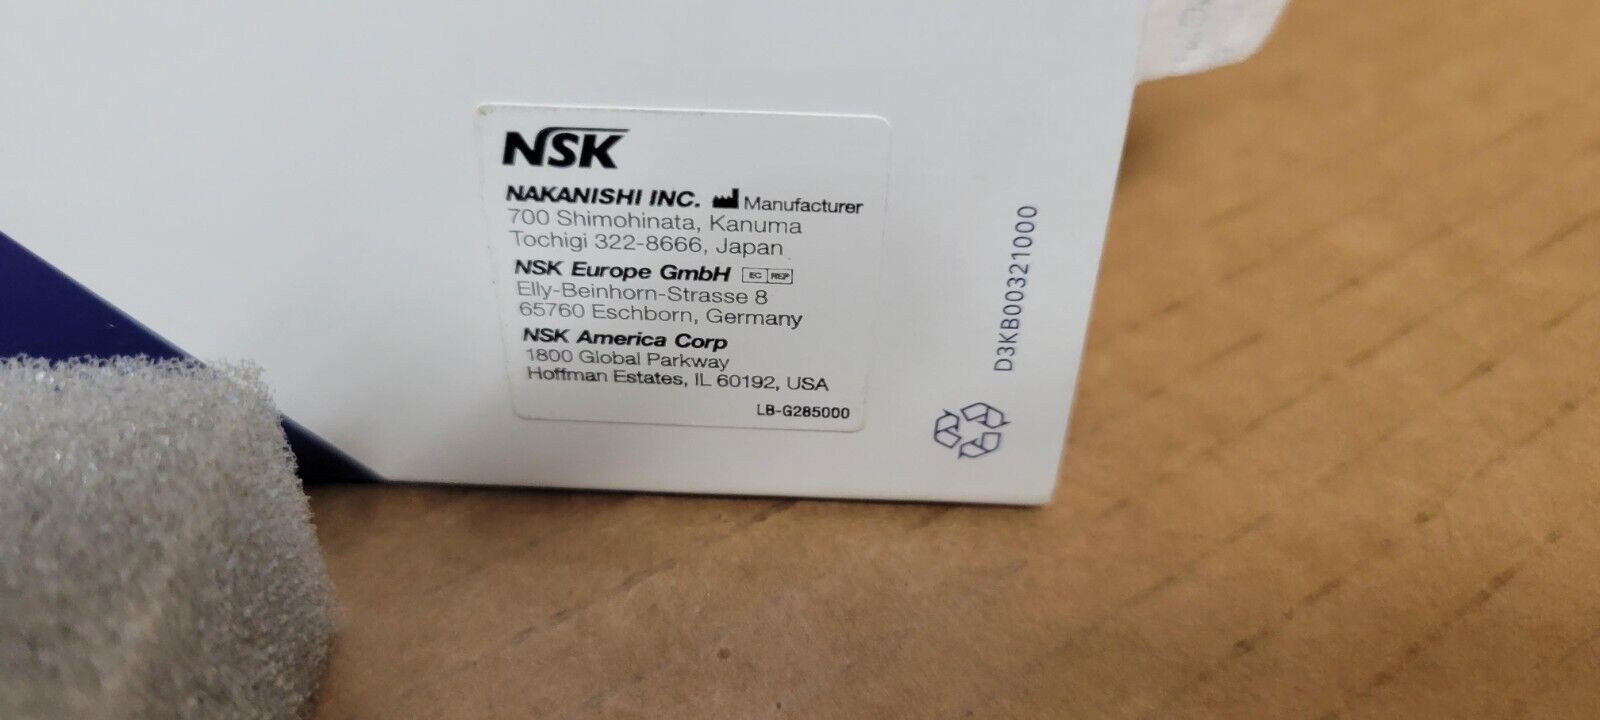 NSK
NAKANISHI INC. Manufacturer
700 Shimohinata, Kanuma
Tochigi 322-8666, Japan
NSK Europe GmbH EC REP
Elly-Beinhorn-Strasse 8
65760 Eschborn, Germany
NSK America Corp
1800 Global Parkway
Hoffman Estates, IL 60192, USA
LB-G285000
D3KB00321000